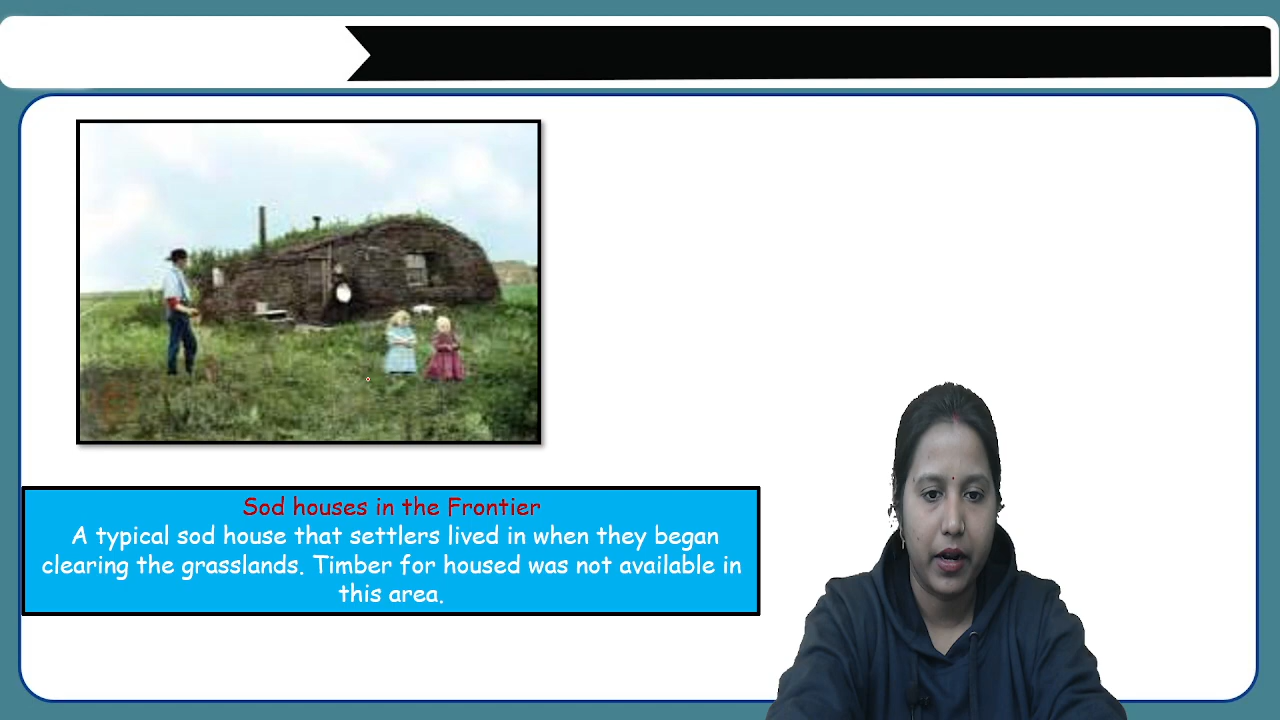 Sod houses in the Frontier
A typical sod house that settlers lived in when they began
clearing the grasslands. Timber for housed was not available in
this area.